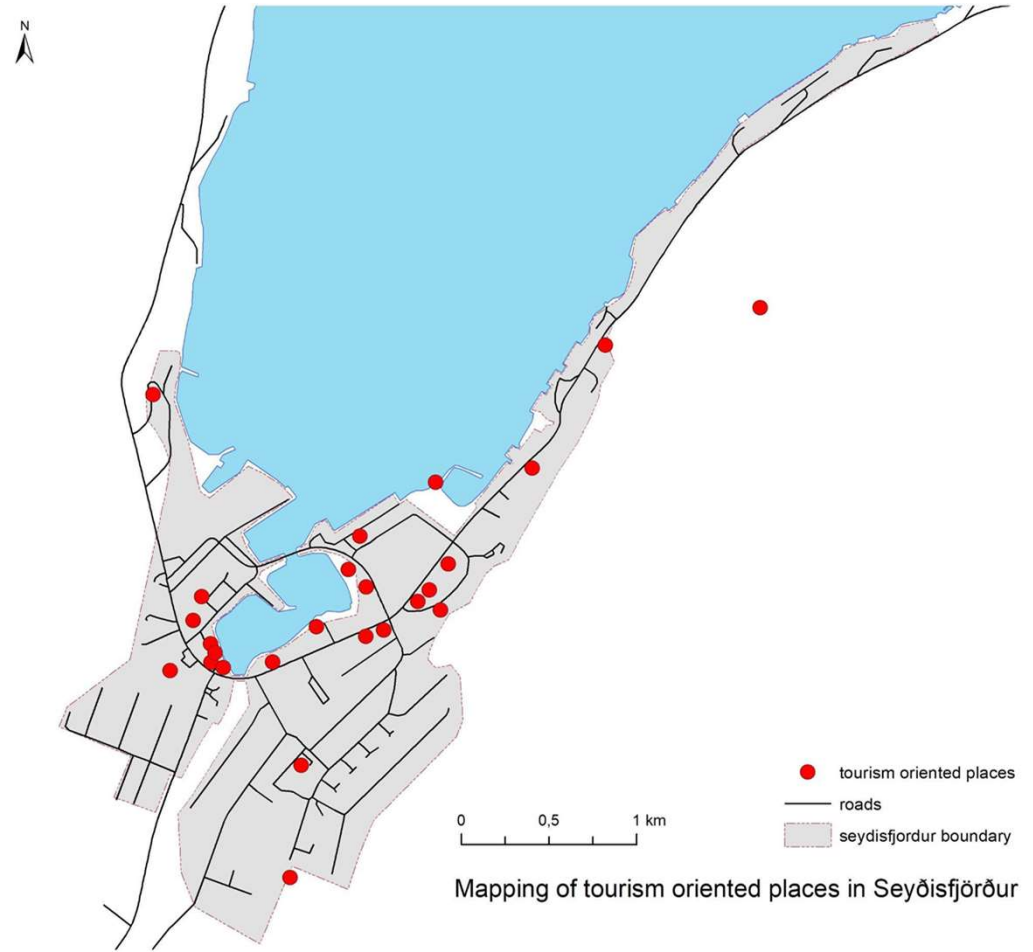 N
tourism oriented places
roads
seydisfjordur boundary
0 0,5 1 km
Mapping of tourism oriented places in Seyðisfjörður